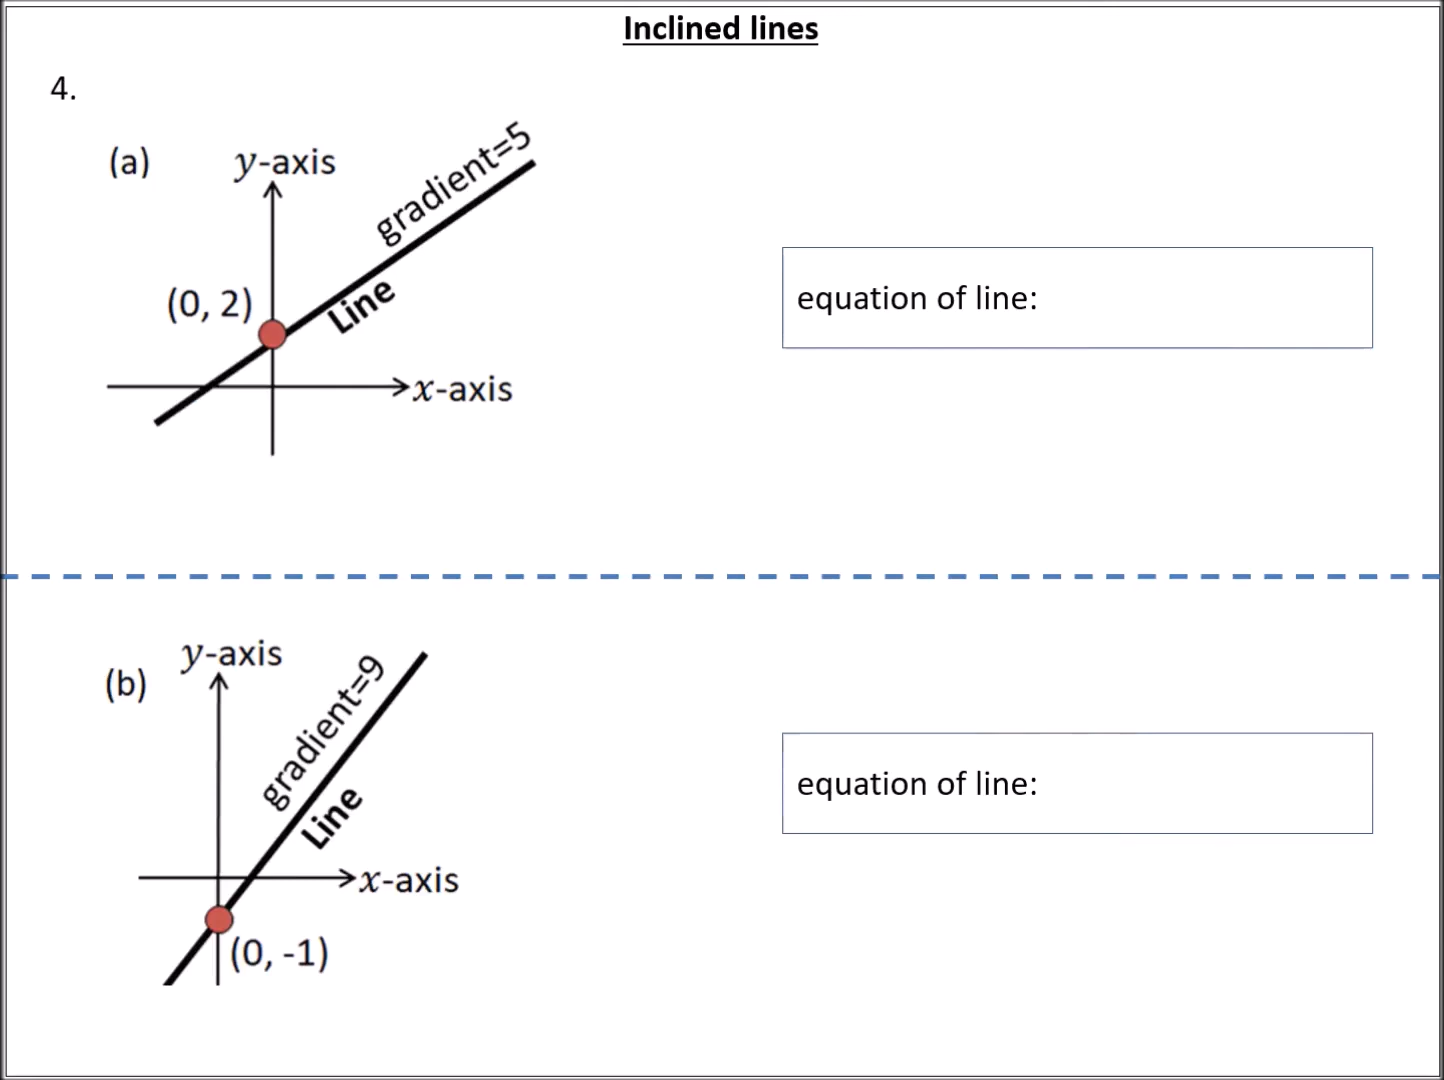 Inclined lines
4.
(a)
y-axis
gradient=5
(0, 2)
Line
x-axis
equation of line:
(b)
y-axis
gradient=9
Line
x-axis
(0, -1)
equation of line: